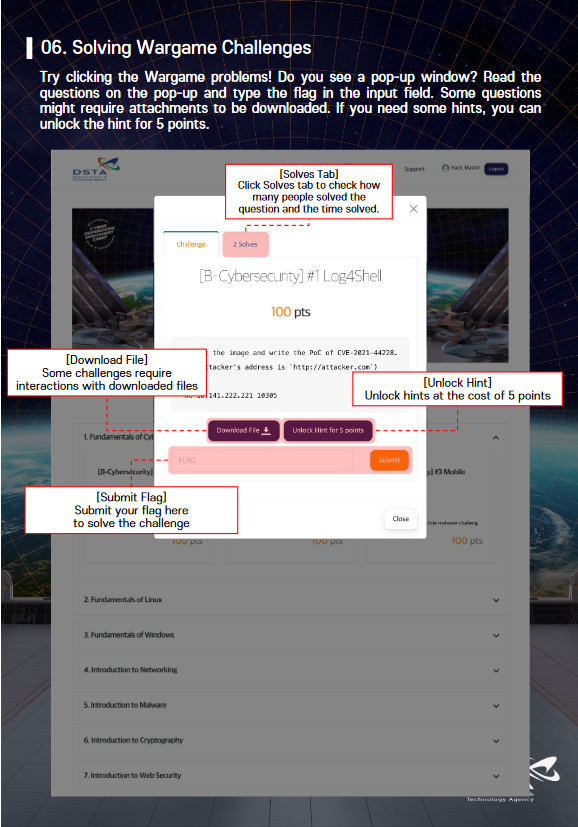 06. Solving Wargame Challenges
Try clicking the Wargame problems! Do you see a pop-up window? Read the
questions on the pop-up and type the flag in the input field. Some questions
might require attachments to be downloaded. If you need some hints, you can
unlock the hint for 5 points.
DSTA
Support
Hack_Master
Logout
[Solves Tab]
Click Solves tab to check how
many people solved the
question and the time solved.
Challenge
2 Solves
[B-Cybersecurity] #1 Log4Shell
100 pts
the image and write the PoC of CVE-2021-44228.
ttacker's address is `http://attacker.com`)
141.222.221 10305
[Download File]
Some challenges require
interactions with downloaded files
[Unlock Hint]
Unlock hints at the cost of 5 points
Download File
Unlock Hint for 5 points
FLAG
Submit
[Submit Flag]
Submit your flag here
to solve the challenge
Close
1. Fundamentals of Cyb
[B-Cybersecurity]
y] #3 Mobile
100 pts
100 pts
100 pts
2. Fundamentals of Linux
3. Fundamentals of Windows
4. Introduction to Networking
5. Introduction to Malware
6. Introduction to Cryptography
7. Introduction to Web Security
Technology Agency